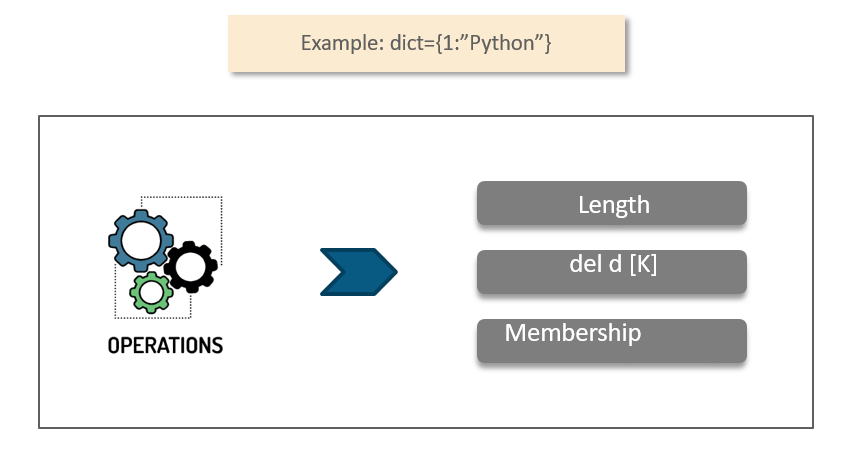 Example: dict={1:”Python”}
OPERATIONS
Length
del d [K]
Membership